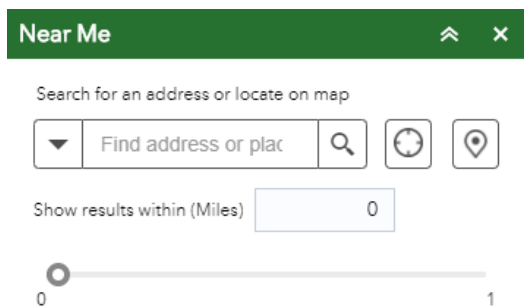 Near Me
Search for an address or locate on map
Find address or plac
Show results within (Miles) 0
0 1